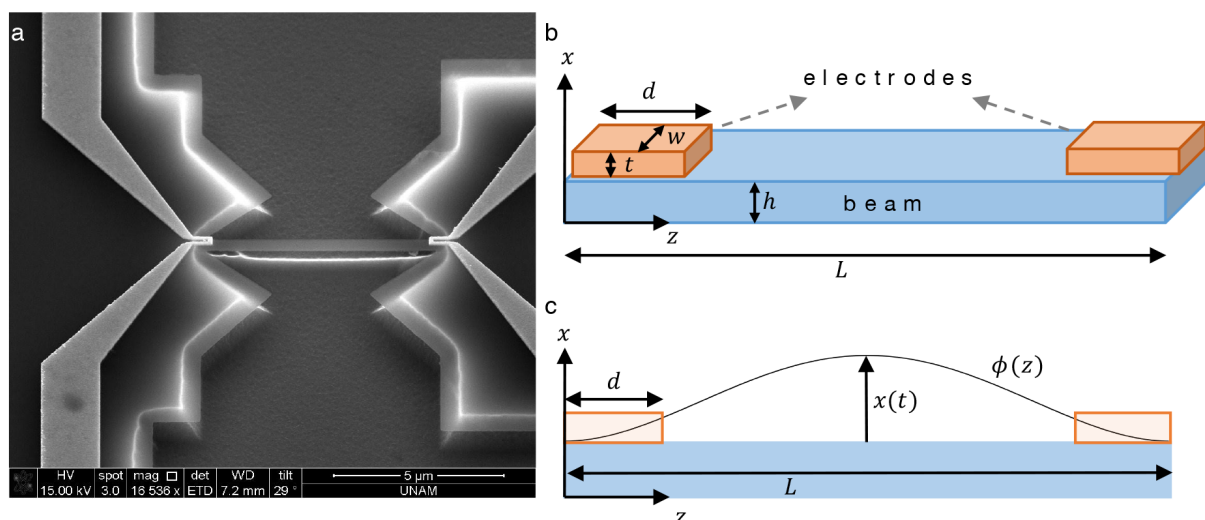 a
HV spot mag □ det WD tilt
15.00 kV 3.0 16 536 x ETD 7.2 mm 29 °
5 µm
UNAM
b
x
electrodes
d
w
t
h
beam
z
L
c
x
ϕ(z)
d
x(t)
L
z